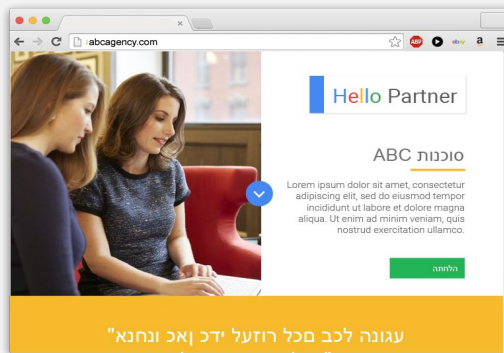 abcagency.com
ABP
ebay
a
Hello Partner
סוכנות ABC
Lorem ipsum dolor sit amet, consectetur
adipiscing elit, sed do eiusmod tempor
incididunt ut labore et dolore magna
aliqua. Ut enim ad minim veniam, quis
nostrud exercitation ullamco.
הלחתה
עגונה לכב םכל רוזעל ידכ ןאכ ונחנא"